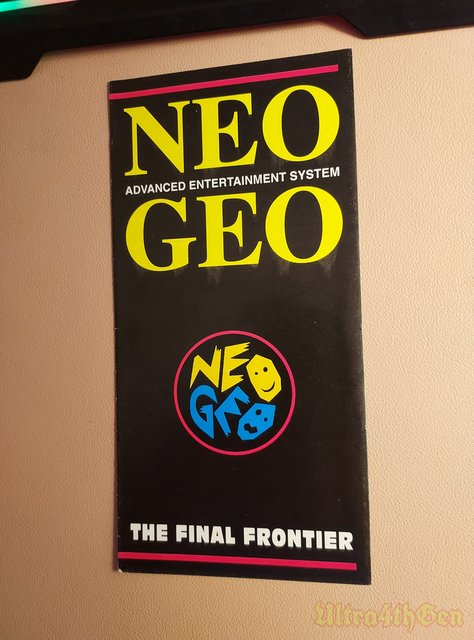 NEO
ADVANCED ENTERTAINMENT SYSTEM
GEO
NEO
GEO
THE FINAL FRONTIER
Ultra4thGen